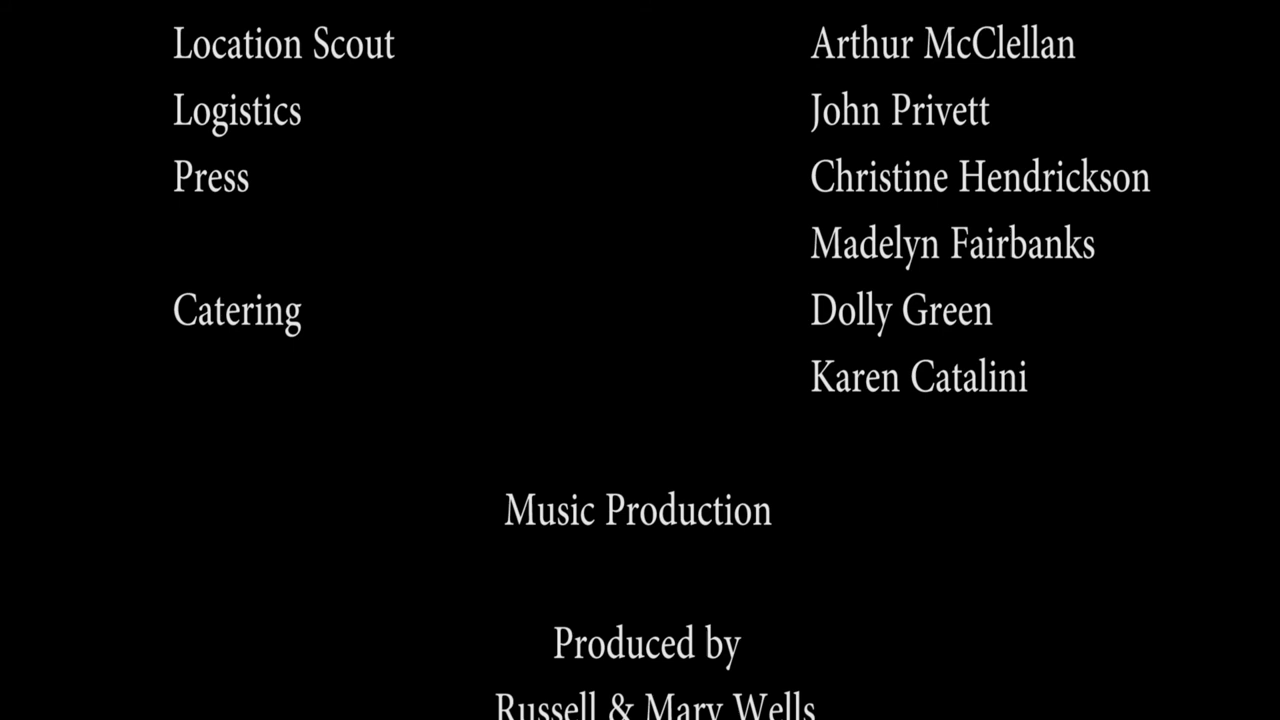 Location Scout Arthur McClellan
Logistics John Privett
Press Christine Hendrickson
Madelyn Fairbanks
Catering Dolly Green
Karen Catalini
Music Production
Produced by
Russell & Mary Wells